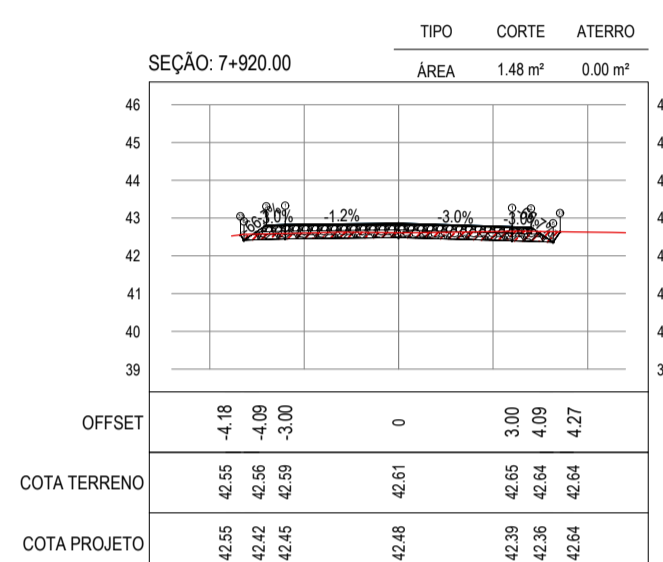 TIPO CORTE ATERRO
SEÇÃO: 7+920.00
ÁREA 1.48 m² 0.00 m²
46
45
44
43
42
41
40
39
-1.2% -3.0%
OFFSET -4.18 -4.09 -3.00 0 3.00 4.09 4.27
COTA TERRENO 42.55 42.56 42.59 42.61 42.65 42.64 42.64
COTA PROJETO 42.55 42.42 42.45 42.48 42.39 42.36 42.64